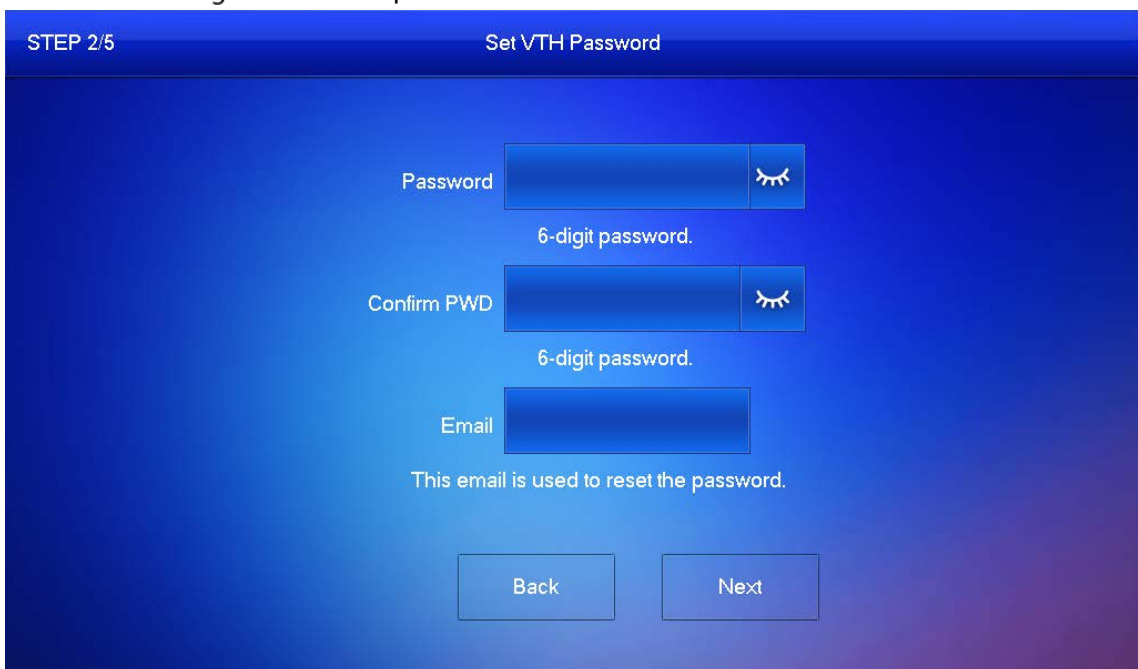 STEP 2/5 Set VTH Password
Password
6-digit password.
Confirm PWD
6-digit password.
Email
This email is used to reset the password.
Back Next